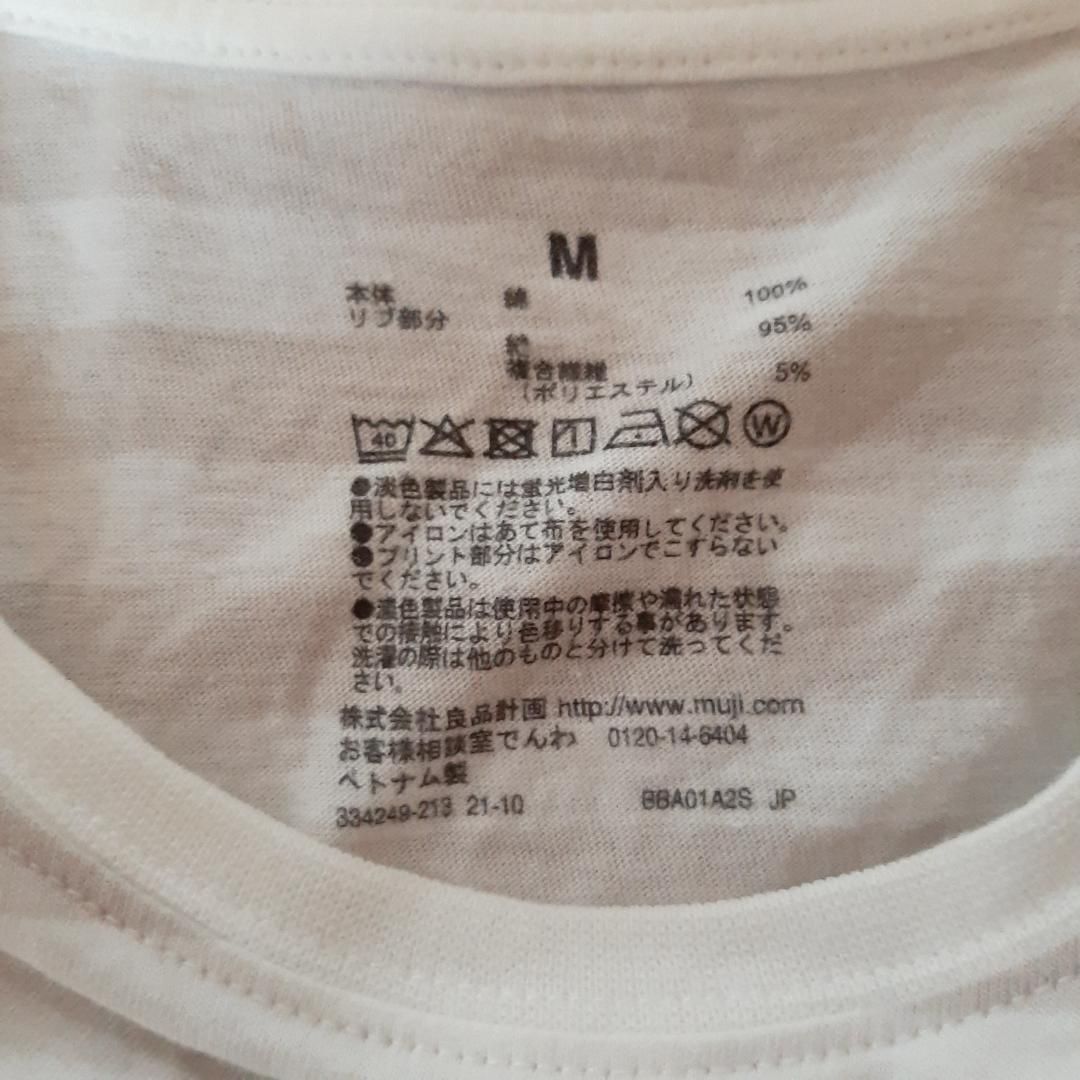 M
本体 綿 100%
リブ部分 綿 95%
複合繊維 5%
(ポリエステル)
40
W
●淡色製品には蛍光増白剤入り洗剤を使
用しないでください。
●アイロンはあて布を使用してください。
●プリント部分はアイロンでこすらない
でください。
●濃色製品は使用中の摩擦や濡れた状態
での接触により色移りする事があります。
洗濯の際は他のものと分けて洗ってくだ
さい。
株式会社良品計画 http://www.muji.com
お客様相談室でんわ 0120-14-6404
ベトナム製
334249-213 21-10 BBA01A2S JP